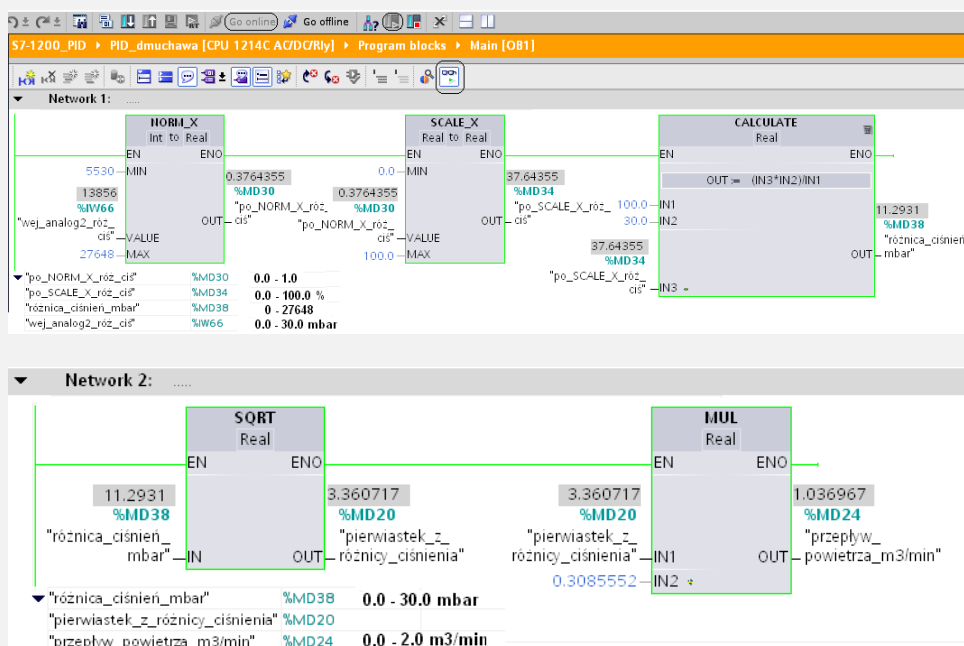 Go online Go offline
S7-1200_PID PID_dmuchawa [CPU 1214C AC/DC/Rly] Program blocks Main [OB1]
Network 1: .....
NORM_X SCALE_X CALCULATE
Int to Real Real to Real Real
EN ENO EN ENO EN ENO
5530 MIN 0.3764355 0.0 MIN 37.64355 OUT := (IN3*IN2)/IN1
13856 %MD30 0.3764355 %MD34 100.0 IN1 11.2931
%IW66 "po_NORM_X_róż_ %MD30 "po_SCALE_X_róż_ 30.0 IN2 %MD38
"wej_analog2_róż_ OUT ciś" "po_NORM_X_róż_ OUT ciś" 37.64355 "różnica_ciśnień
ciś" VALUE ciś" VALUE %MD34 OUT mbar"
27648 MAX 100.0 MAX "po_SCALE_X_róż_
ciś" IN3
"po_NORM_X_róż_ciś" %MD30 0.0 - 1.0
"po_SCALE_X_róż_ciś" %MD34 0.0 - 100.0 %
"różnica_ciśnień_mbar" %MD38 0 - 27648
"wej_analog2_róż_ciś" %IW66 0.0 - 30.0 mbar
Network 2: .....
SQRT MUL
Real Real
EN ENO EN ENO
11.2931 3.360717 3.360717 1.036967
%MD38 %MD20 %MD20 %MD24
"różnica_ciśnień_ "pierwiastek_z_ "pierwiastek_z_ "przepływ_
mbar" IN OUT różnicy_ciśnienia" różnicy_ciśnienia" IN1 OUT powietrza_m3/min"
0.3085552 IN2
"różnica_ciśnień_mbar" %MD38 0.0 - 30.0 mbar
"pierwiastek_z_różnicy_ciśnienia" %MD20
"przepływ_powietrza_m3/min" %MD24 0.0 - 2.0 m3/min